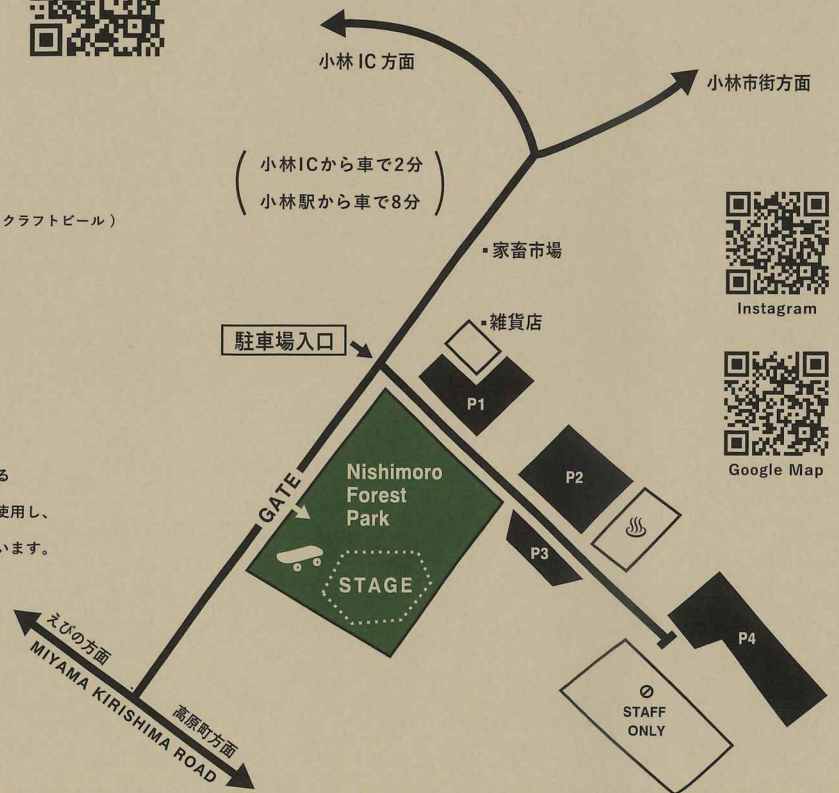 小林 IC 方面
小林市街方面
小林ICから車で2分
小林駅から車で8分
クラフトビール )
▪家畜市場
Instagram
▪雑貨店
駐車場入口
P1
Google Map
Nishimoro
Forest
Park
GATE
P2
る
使用し、
います。
P3
STAGE
えびの方面
MIYAMA KIRISHIMA ROAD
高原町方面
P4
STAFF
ONLY